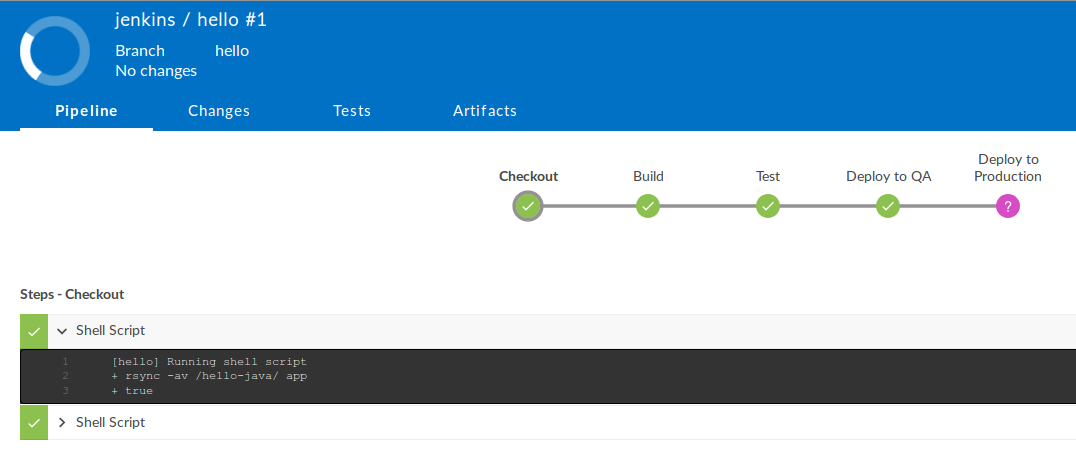 jenkins / hello #1
Branch hello
No changes
Pipeline Changes Tests Artifacts
Checkout Build Test Deploy to QA Deploy to
Production
?
Steps - Checkout
Shell Script
1 [hello] Running shell script
2 + rsync -av /hello-java/ app
3 + true
Shell Script